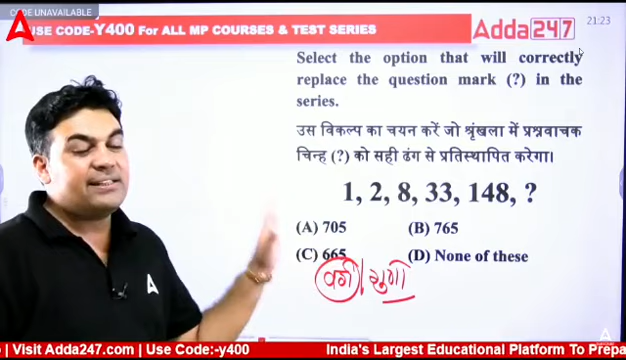 CODE UNAVAILABLE
USE CODE-Y400 FOR ALL MP COURSES & TEST SERIES
Adda247
21:23
Select the option that will correctly
replace the question mark (?) in the
series.
उस विकल्प का चयन करें जो श्रृंखला में प्रश्नवाचक
चिन्ह (?) को सही ढंग से प्रतिस्थापित करेगा।
1, 2, 8, 33, 148, ?
(A) 705 (B) 765
(C) 665 (D) None of these
वर्ग
Visit Adda247.com | Use Code:-y400 India's Largest Educational Platform To Prepa